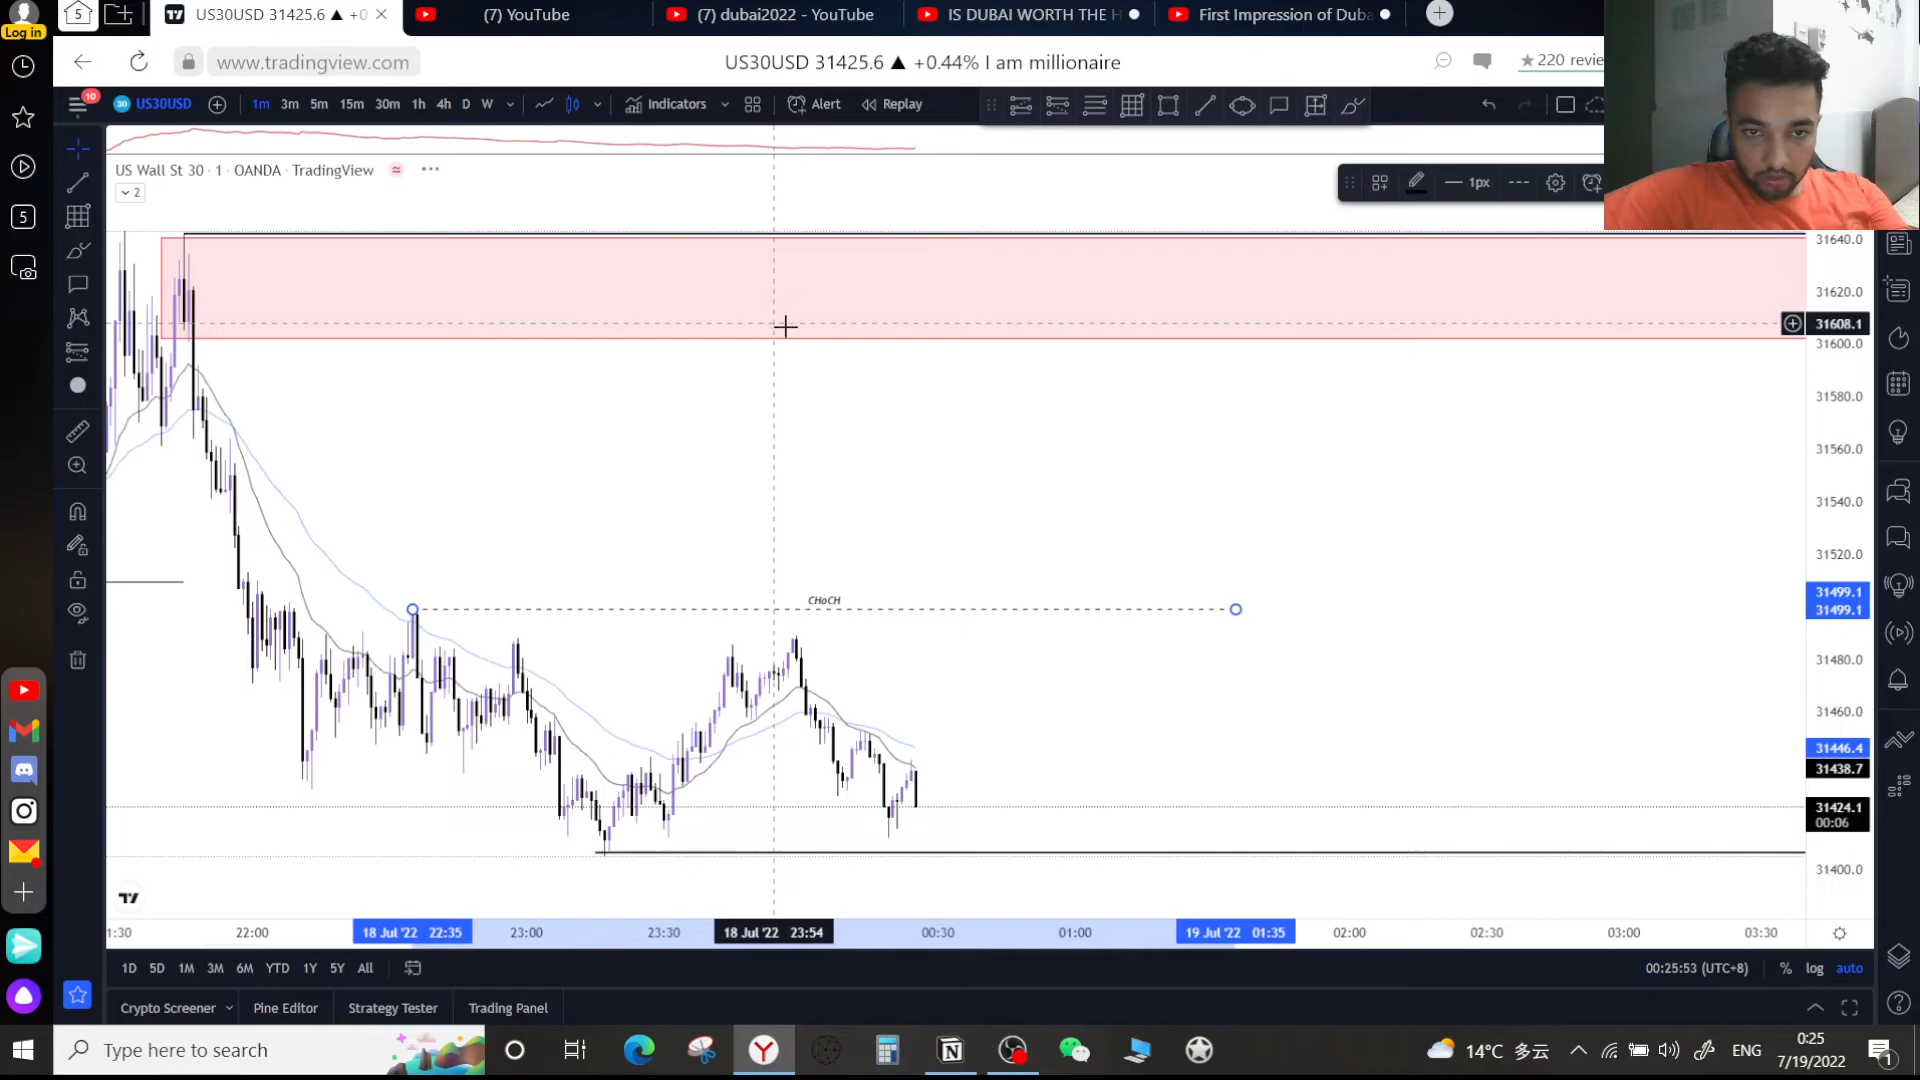 5
US30USD 31425.6 ▲ +0
(7) YouTube
(7) dubai2022 - YouTube
IS DUBAI WORTH THE H
First Impression of Duba
Log in
www.tradingview.com
US30USD 31425.6 ▲ +0.44% I am millionaire
★220 revie
10
30 US30USD
1m 3m 5m 15m 30m 1h 4h D W
Indicators
Alert
Replay
US Wall St 30 · 1 · OANDA · TradingView
2
1px
5
31640.0
31620.0
31608.1
31600.0
31580.0
31560.0
31540.0
31520.0
31499.1
31499.1
CHoCH
31480.0
31460.0
31446.4
31438.7
31424.1
00:06
31400.0
1:30 22:00 18 Jul '22 22:35 23:00 23:30 18 Jul '22 23:54 00:30 01:00 19 Jul '22 01:35 02:00 02:30 03:00 03:30
1D 5D 1M 3M 6M YTD 1Y 5Y All
00:25:53 (UTC+8)
% log auto
Crypto Screener Pine Editor Strategy Tester Trading Panel
Type here to search
14°C 多云
ENG
0:25
7/19/2022
1